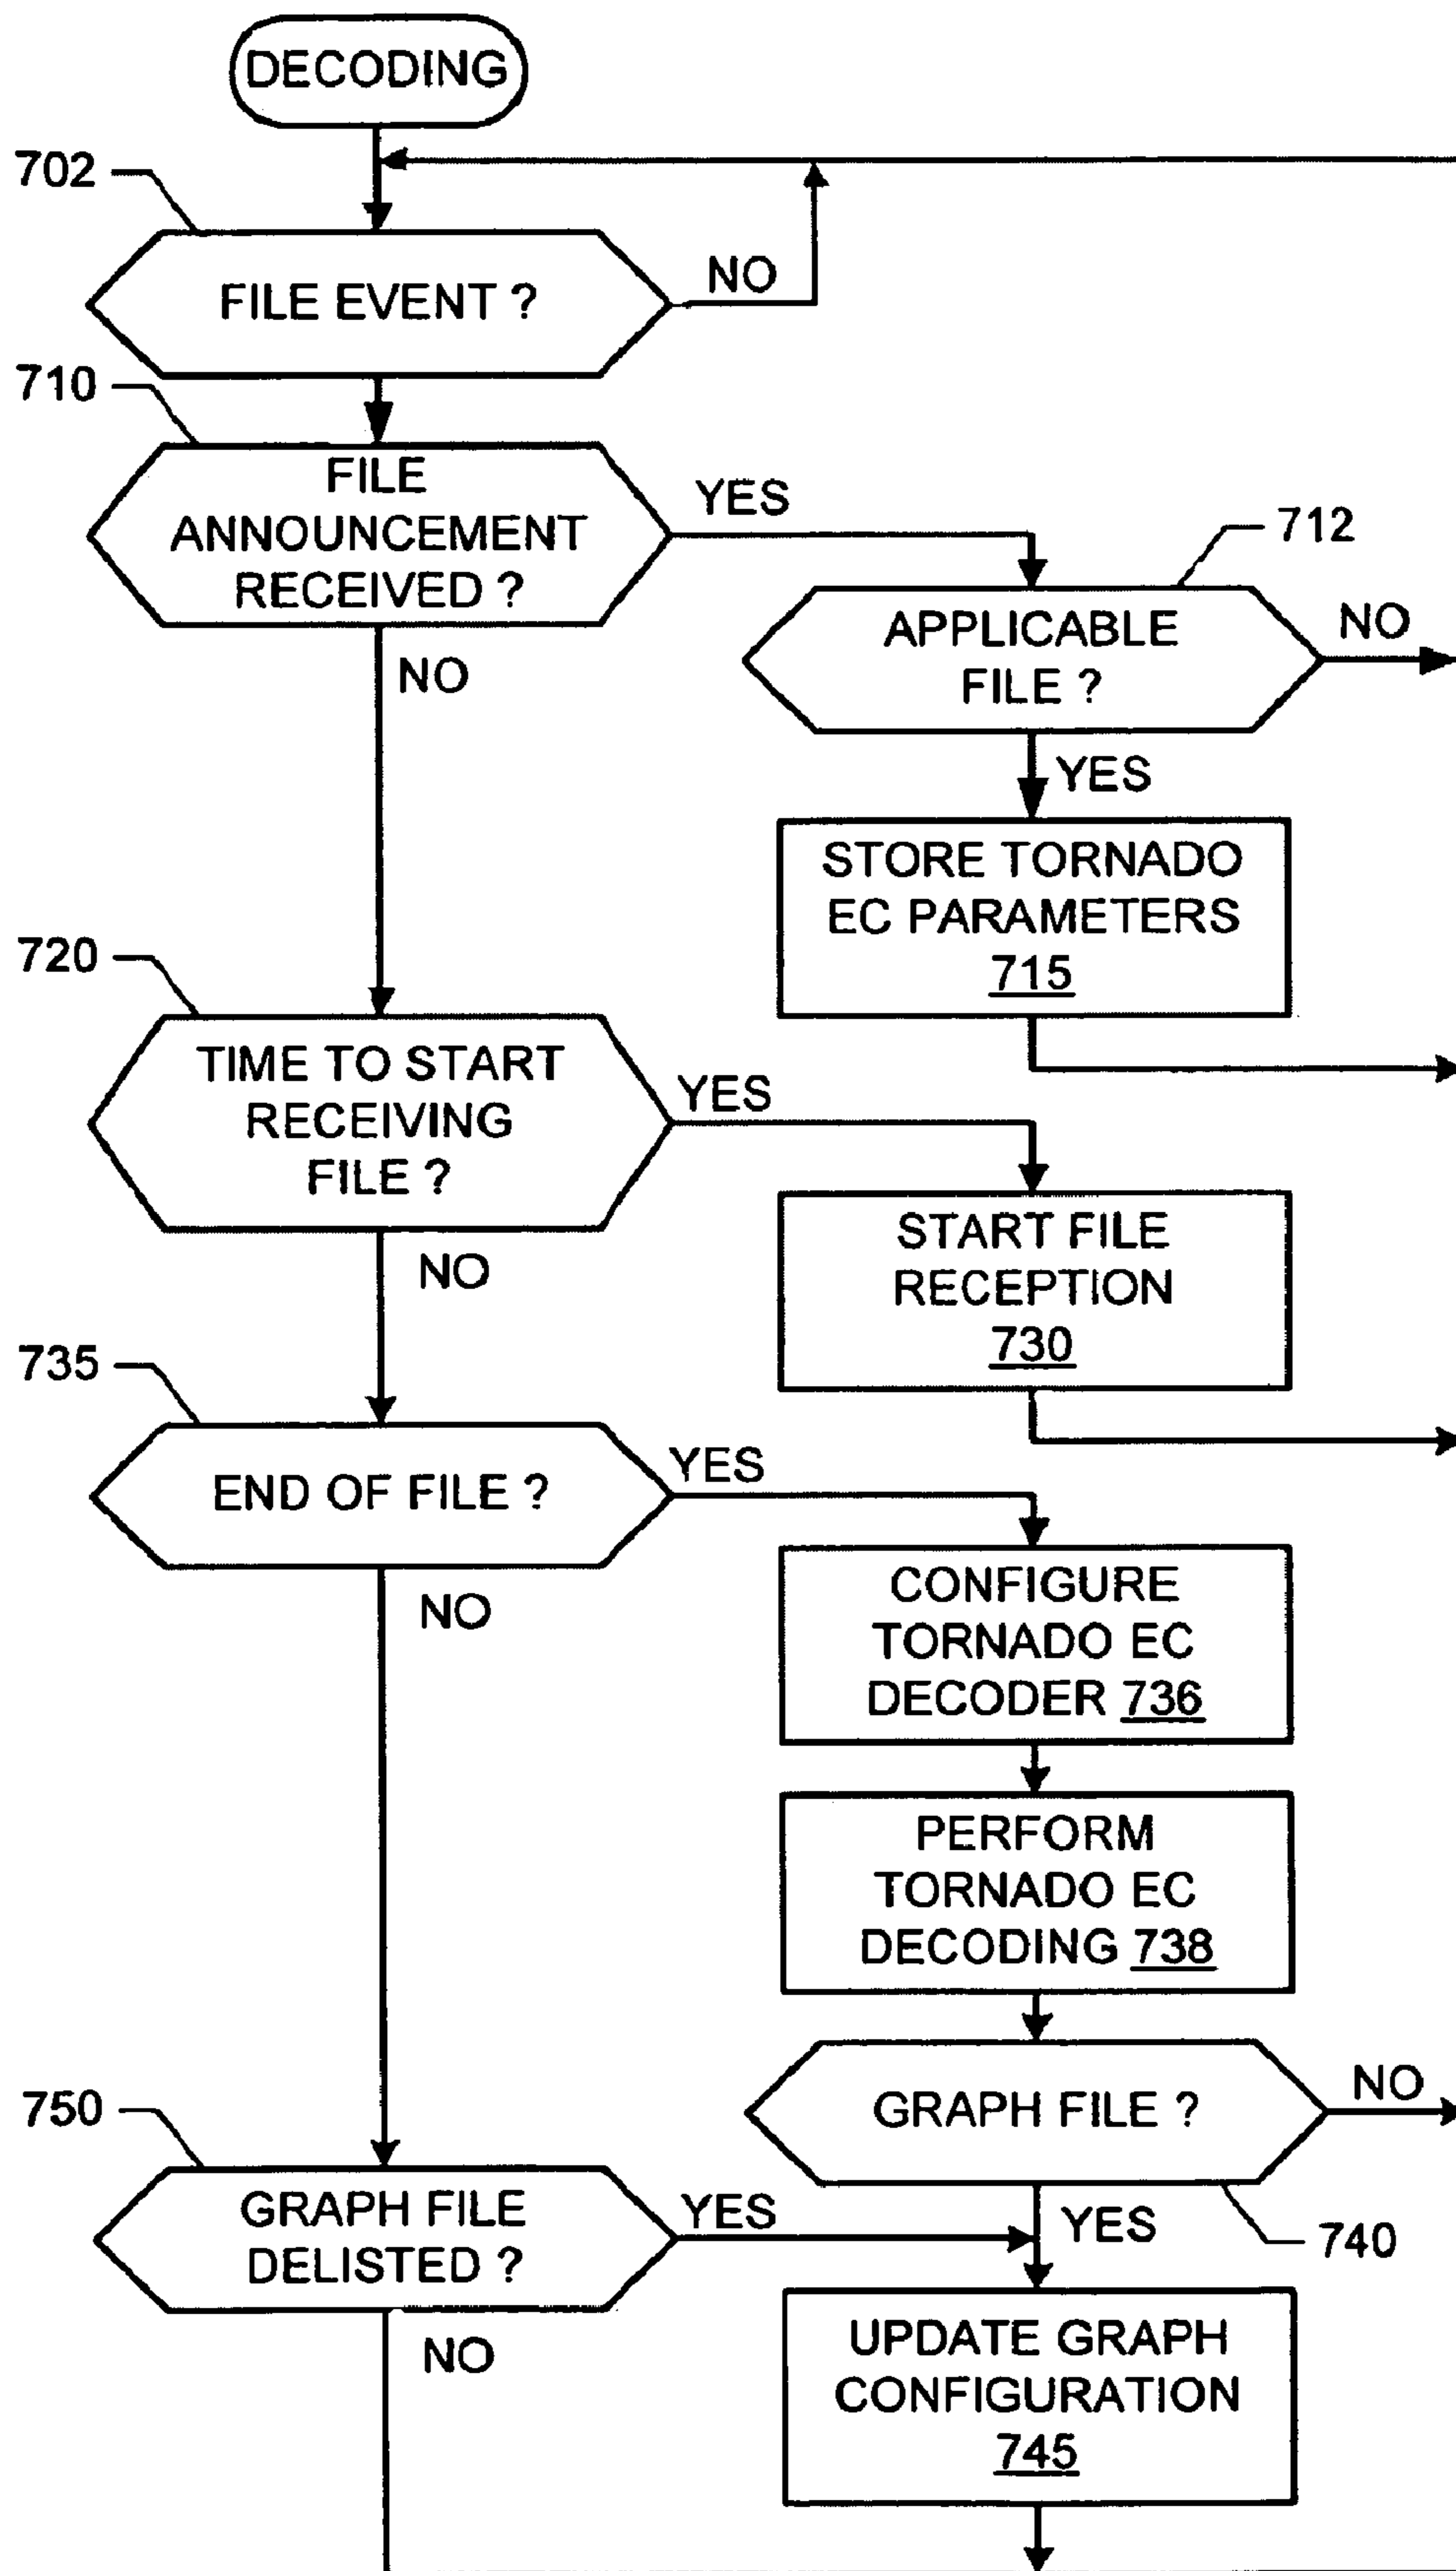 DECODING
702
FILE EVENT ?
NO
710
FILE
ANNOUNCEMENT
RECEIVED ?
YES
NO
712
APPLICABLE
FILE ?
NO
YES
STORE TORNADO
EC PARAMETERS
715
720
TIME TO START
RECEIVING
FILE ?
YES
NO
START FILE
RECEPTION
730
735
END OF FILE ?
YES
NO
CONFIGURE
TORNADO EC
DECODER 736
PERFORM
TORNADO EC
DECODING 738
GRAPH FILE ?
NO
YES
740
750
GRAPH FILE
DELISTED ?
YES
NO
UPDATE GRAPH
CONFIGURATION
745